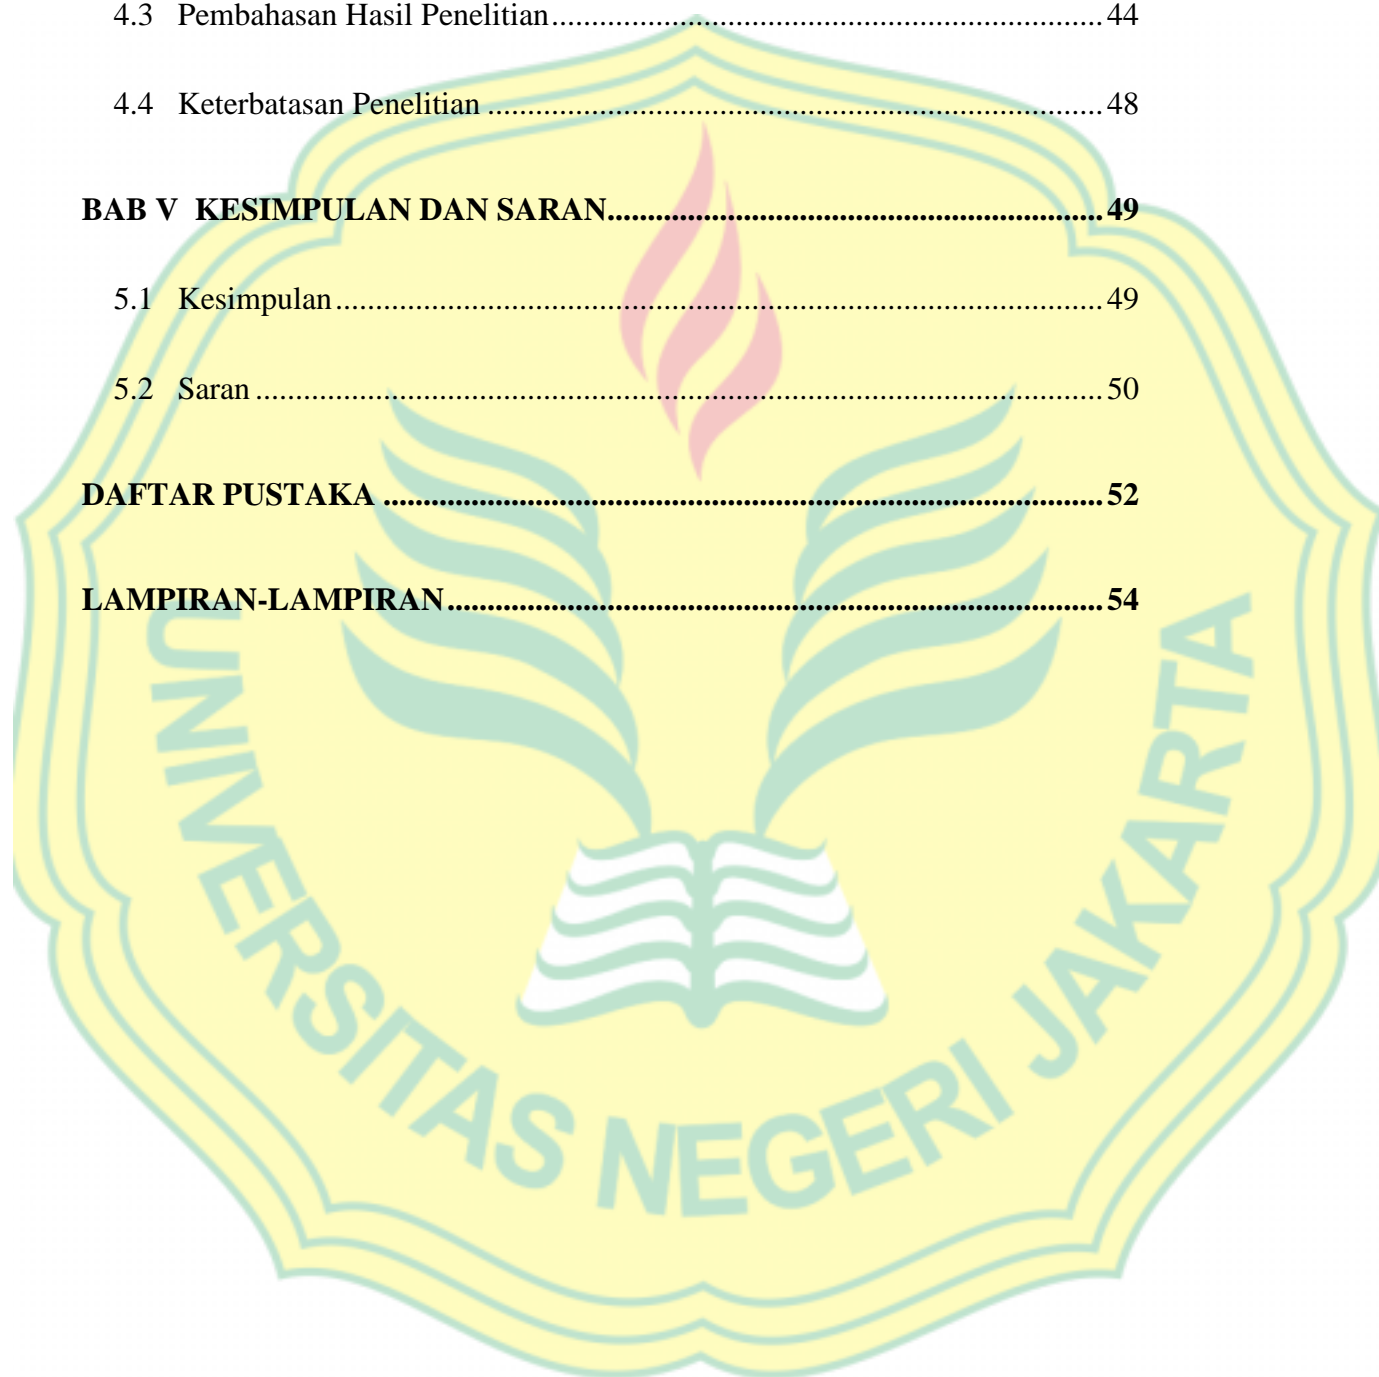 4.3 Pembahasan Hasil Penelitian........................................................................44
4.4 Keterbatasan Penelitian ................................................................................48
BAB V KESIMPULAN DAN SARAN..............................................................49
5.1 Kesimpulan...................................................................................................49
5.2 Saran .............................................................................................................50
DAFTAR PUSTAKA ..........................................................................................52
LAMPIRAN-LAMPIRAN..................................................................................54
UNIVERSITAS NEGERI JAKARTA